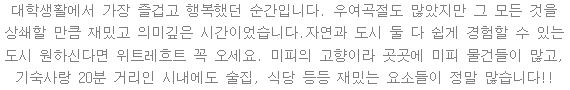 대학생활에서 가장 즐겁고 행복했던 순간입니다. 우여곡절도 많았지만 그 모든 것을
상쇄할 만큼 재밌고 의미깊은 시간이었습니다.자연과 도시 둘 다 쉽게 경험할 수 있는
도시 원하신다면 위트레흐트 꼭 오세요. 미피의 고향이라 곳곳에 미피 물건들이 많고,
기숙사랑 20분 거리인 시내에도 술집, 식당 등등 재밌는 요소들이 정말 많습니다!!